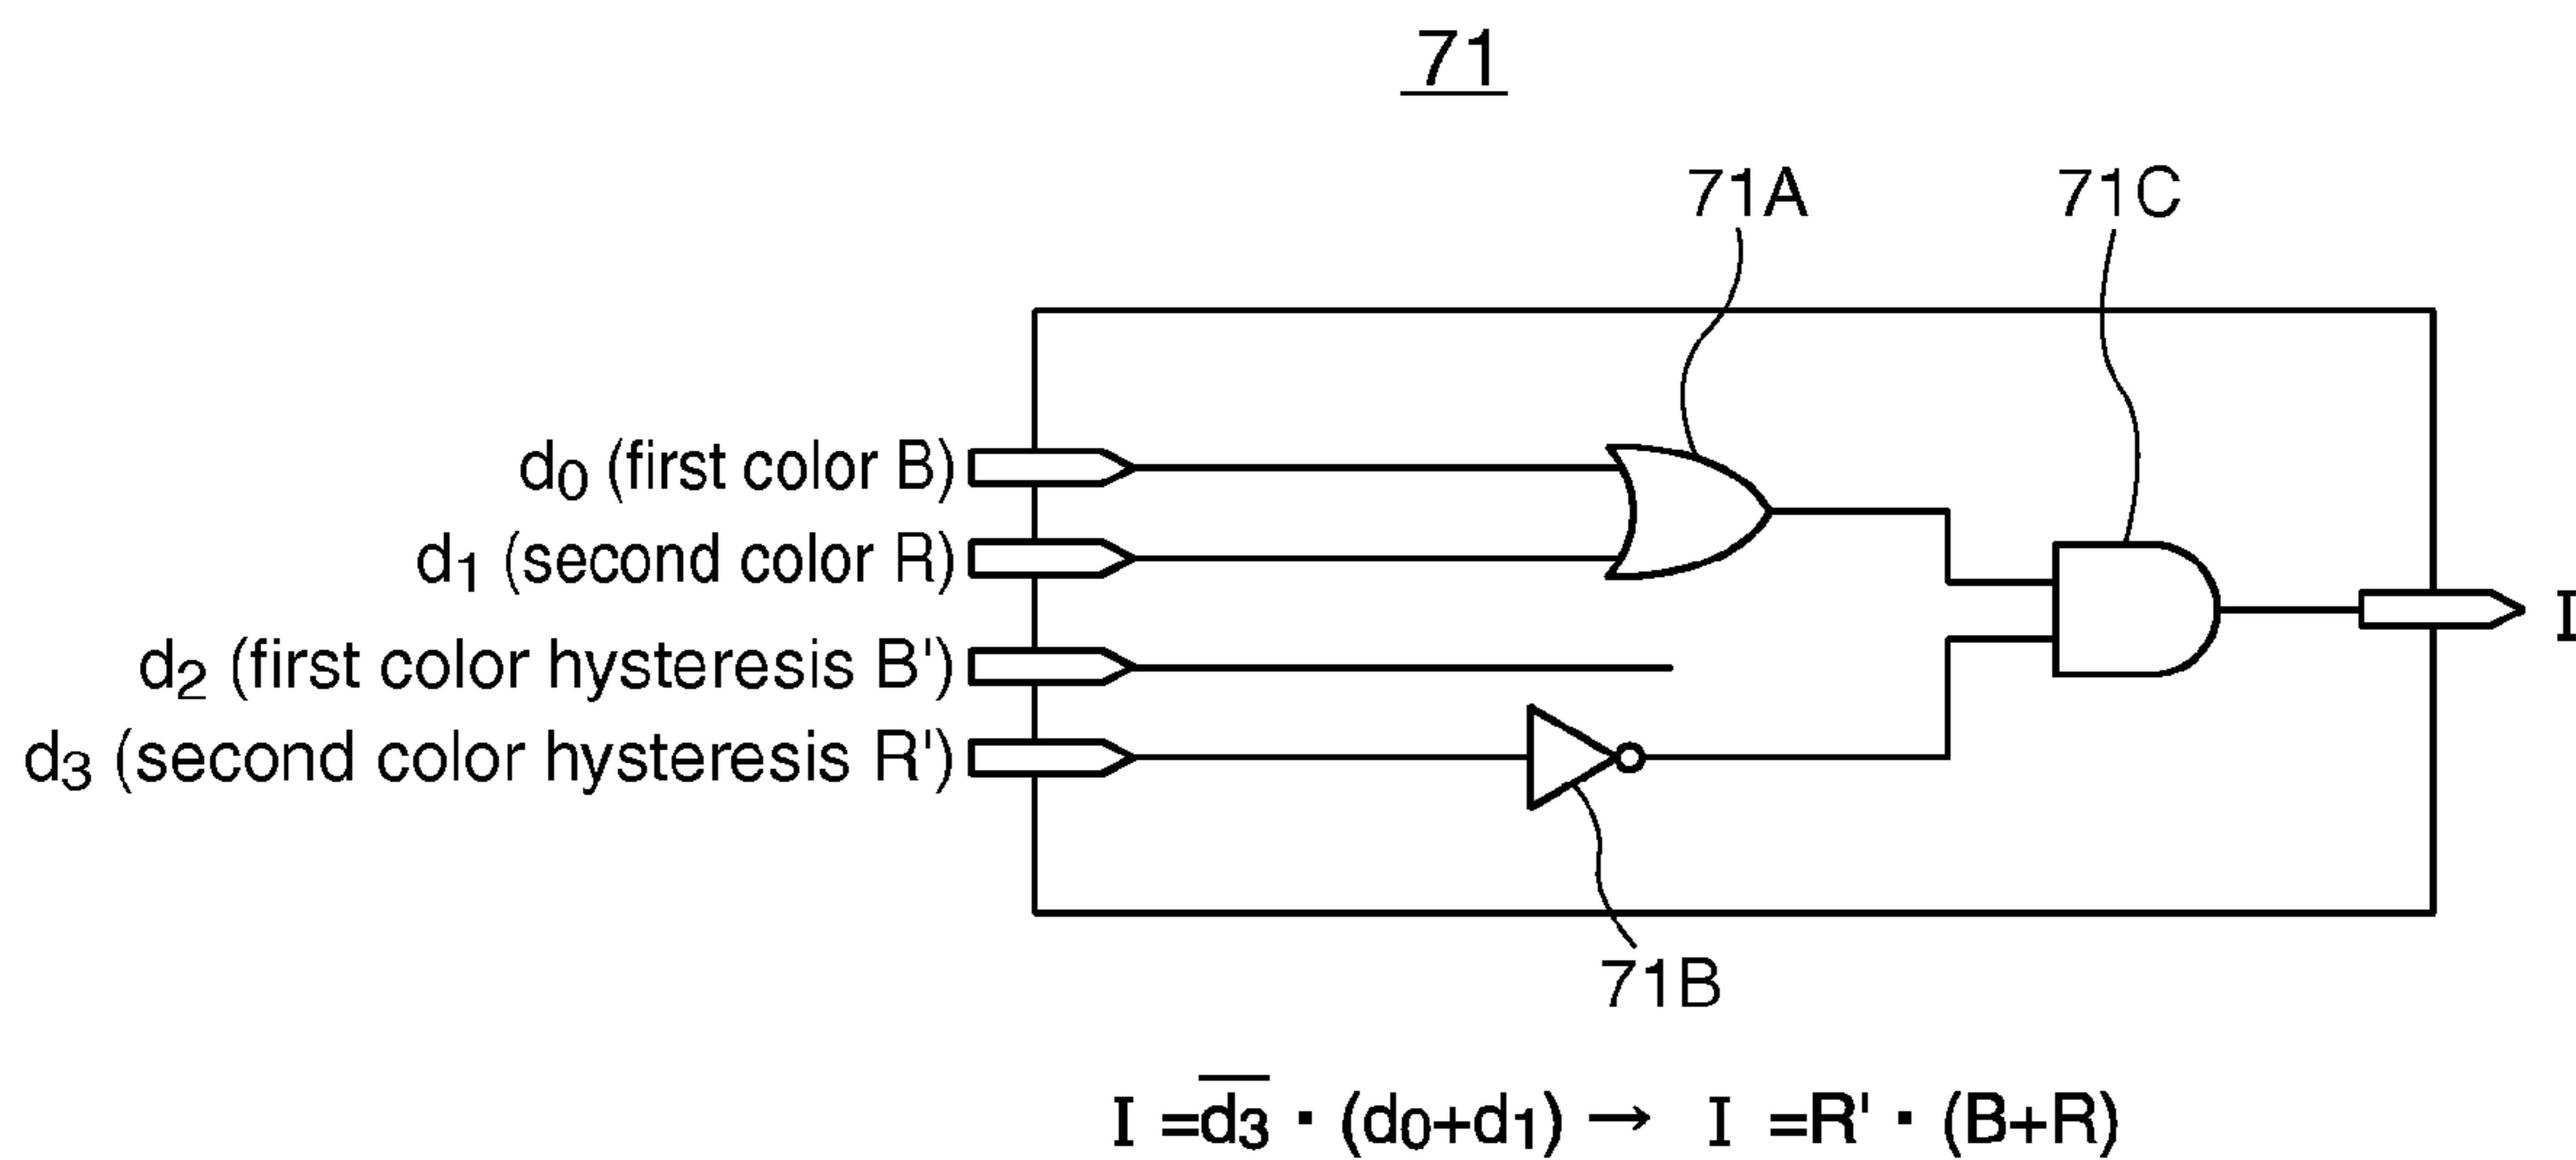 71
71A
71C
d₀ (first color B)
d₁ (second color R)
d₂ (first color hysteresis B')
d₃ (second color hysteresis R')
I
71B
I =d̅₃ · (d₀+d₁) → I =R' · (B+R)